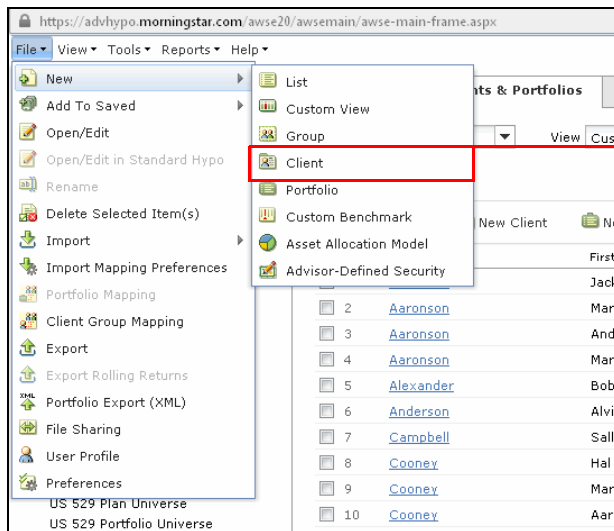 https://advhypo.morningstar.com/awse20/awsemain/awse-main-frame.aspx
File View Tools Reports Help
New
Add To Saved
Open/Edit
Open/Edit in Standard Hypo
Rename
Delete Selected Item(s)
Import
Import Mapping Preferences
Portfolio Mapping
Client Group Mapping
Export
Export Rolling Returns
Portfolio Export (XML)
File Sharing
User Profile
Preferences
US 529 Plan Universe
US 529 Portfolio Universe
List
Custom View
Group
Client
Portfolio
Custom Benchmark
Asset Allocation Model
Advisor-Defined Security
nts & Portfolios
View Cus
New Client N
First
Jack
2 Aaronson Mar
3 Aaronson And
4 Aaronson Mar
5 Alexander Bob
6 Anderson Alvi
7 Campbell Sall
8 Cooney Hal
9 Cooney Mar
10 Cooney Aar